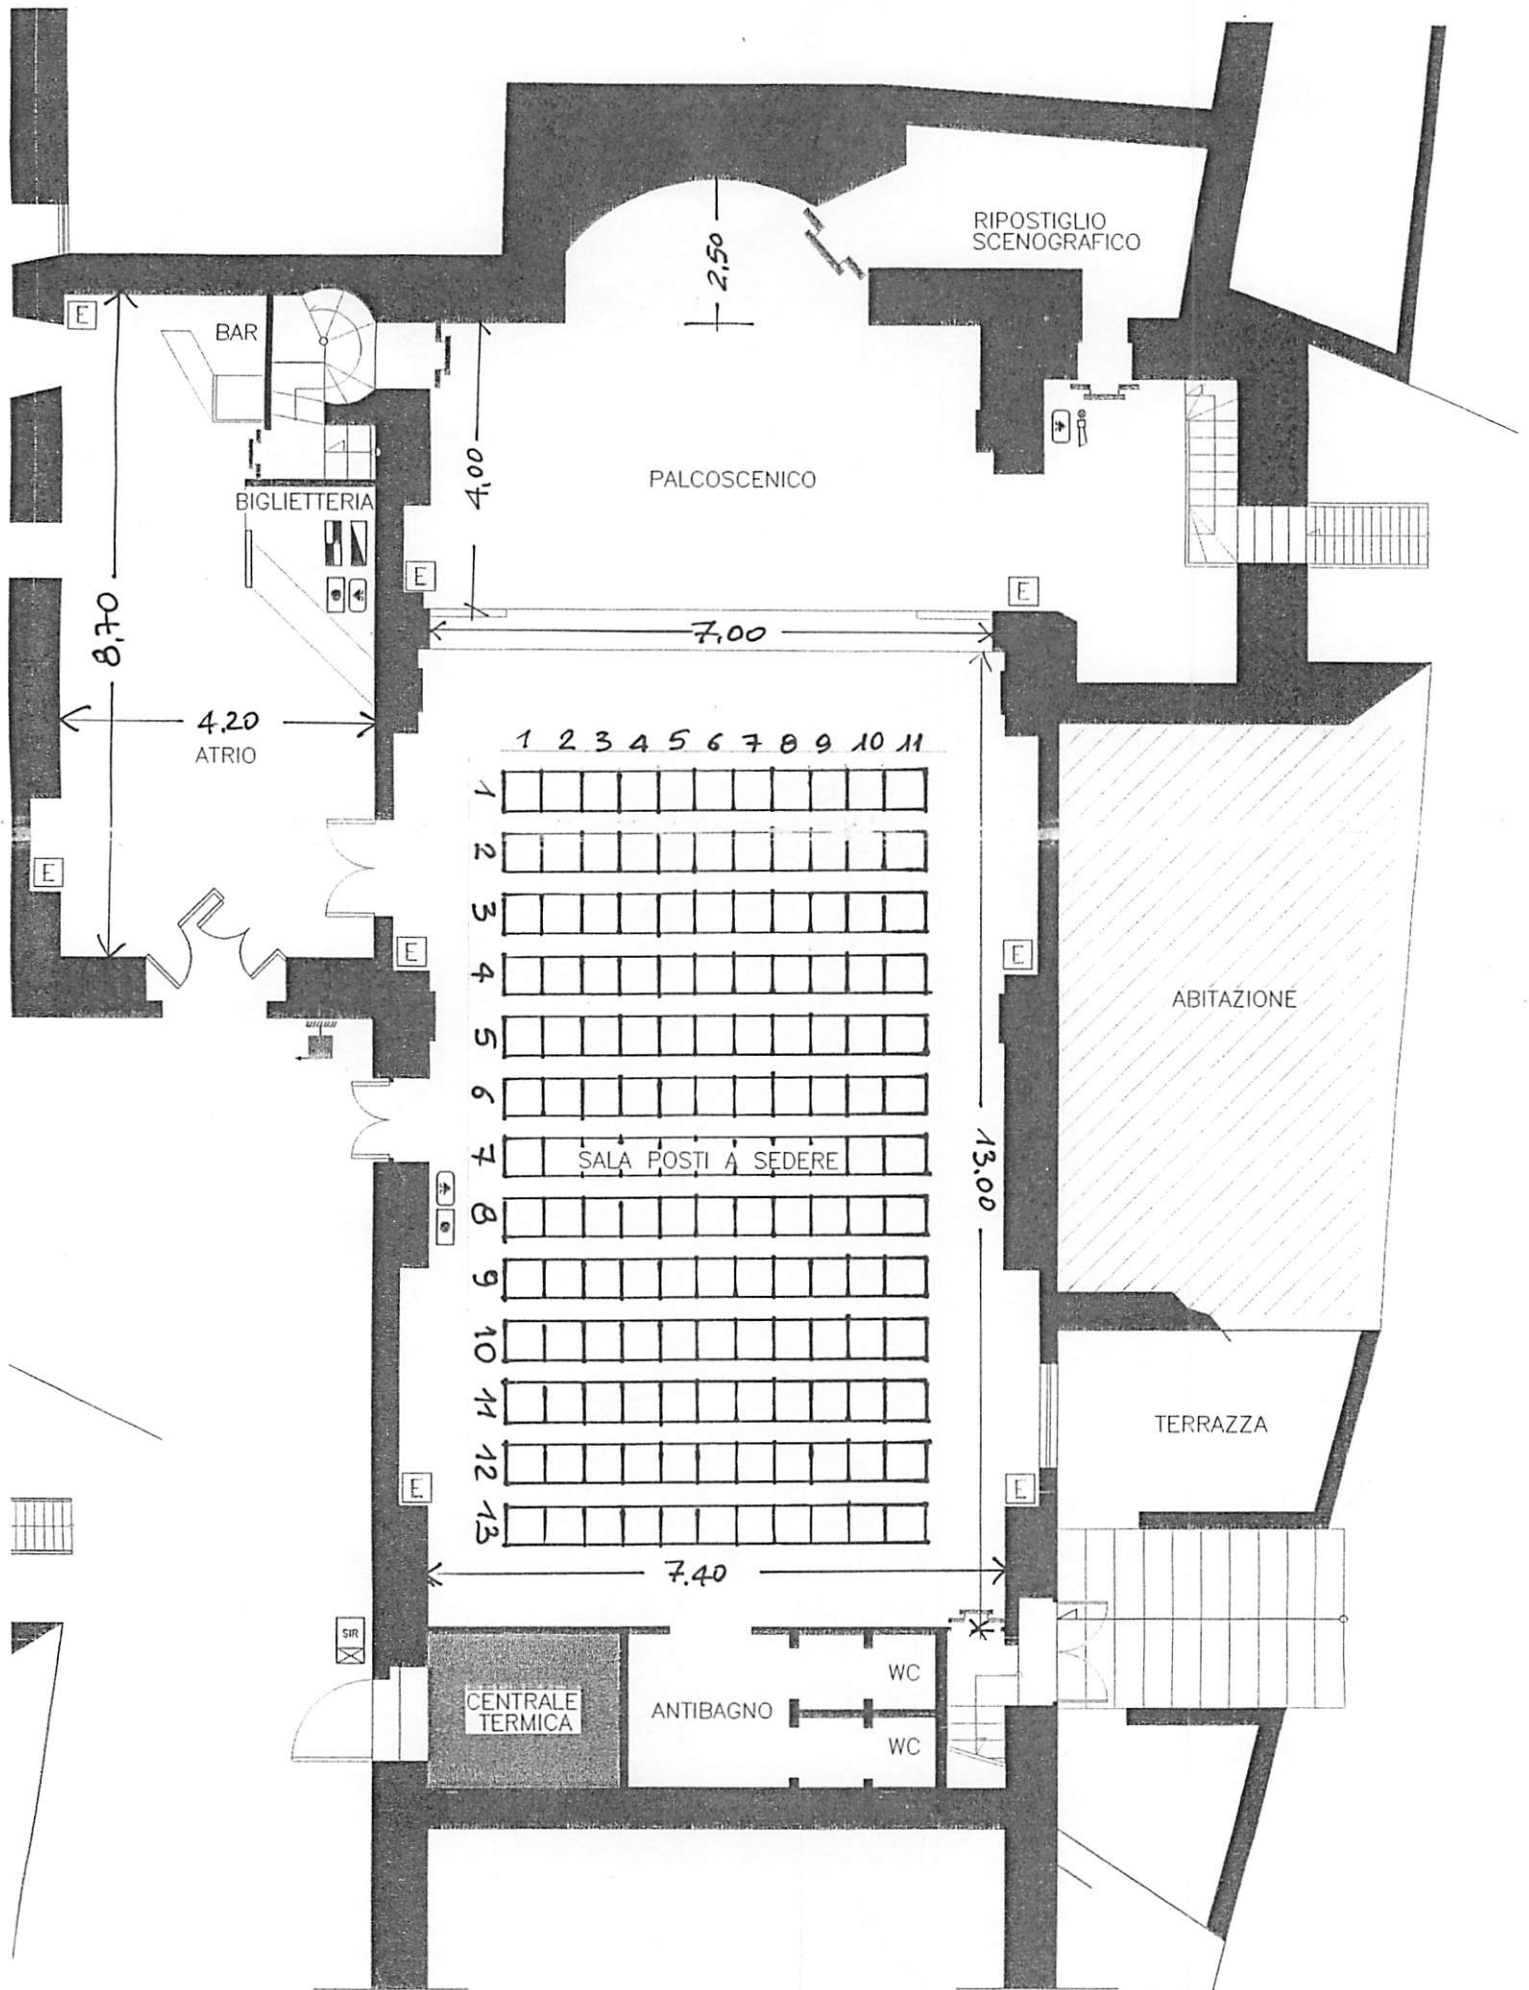 RIPOSTIGLIO
SCENOGRAFICO
2,50
E
BAR
4,00
PALCOSCENICO
BIGLIETTERIA
E
E
8,70
7,00
4.20
ATRIO
1 2 3 4 5 6 7 8 9 10 11
1
2
3
4
5
6
7
8
9
10
11
12
13
E
E
E
ABITAZIONE
SALA POSTI A SEDERE
13,00
TERRAZZA
E
E
7.40
SIR
CENTRALE
TERMICA
ANTIBAGNO
WC
WC